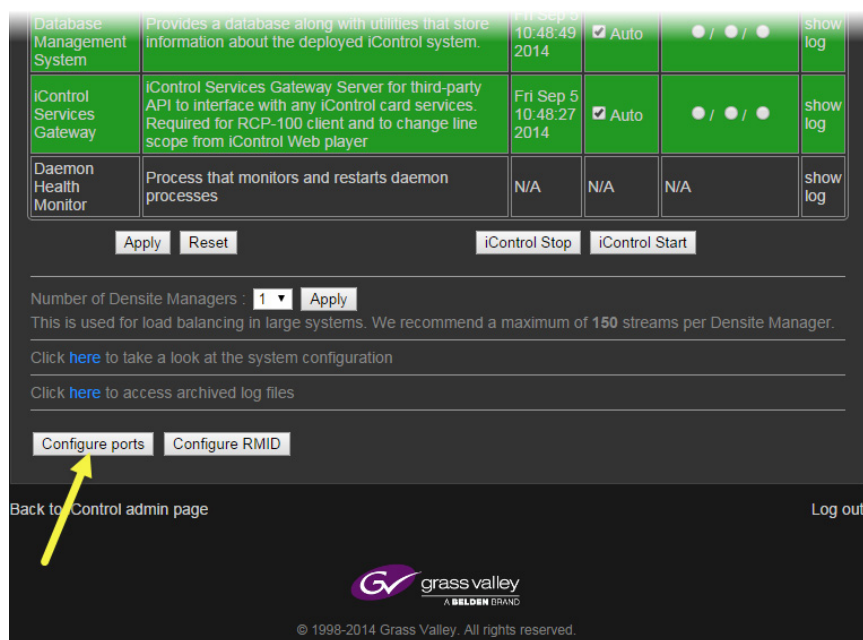 Database
Management
System
Provides a database along with utilities that store
information about the deployed iControl system.
Fri Sep 5
10:48:49
2014
Auto
/ /
show
log
iControl
Services
Gateway
iControl Services Gateway Server for third-party
API to interface with any iControl card services.
Required for RCP-100 client and to change line
scope from iControl Web player
Fri Sep 5
10:48:27
2014
Auto
/ /
show
log
Daemon
Health
Monitor
Process that monitors and restarts daemon
processes
N/A
N/A
N/A
show
log
Apply Reset iControl Stop iControl Start
Number of Densite Managers : 1 Apply
This is used for load balancing in large systems. We recommend a maximum of 150 streams per Densite Manager.
Click here to take a look at the system configuration
Click here to access archived log files
Configure ports Configure RMID
Back to iControl admin page Log out
GV grass valley
A BELDEN BRAND
© 1998-2014 Grass Valley. All rights reserved.